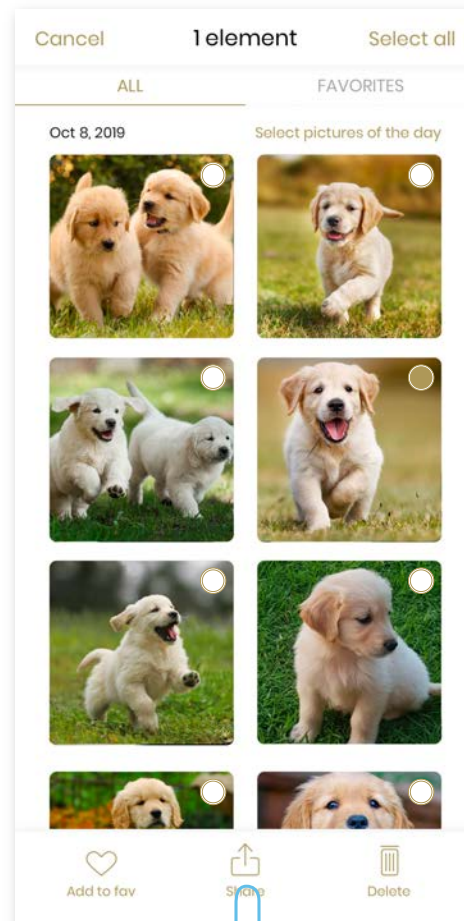 Cancel 1 element Select all
ALL FAVORITES
Oct 8, 2019 Select pictures of the day
Add to fav Share Delete